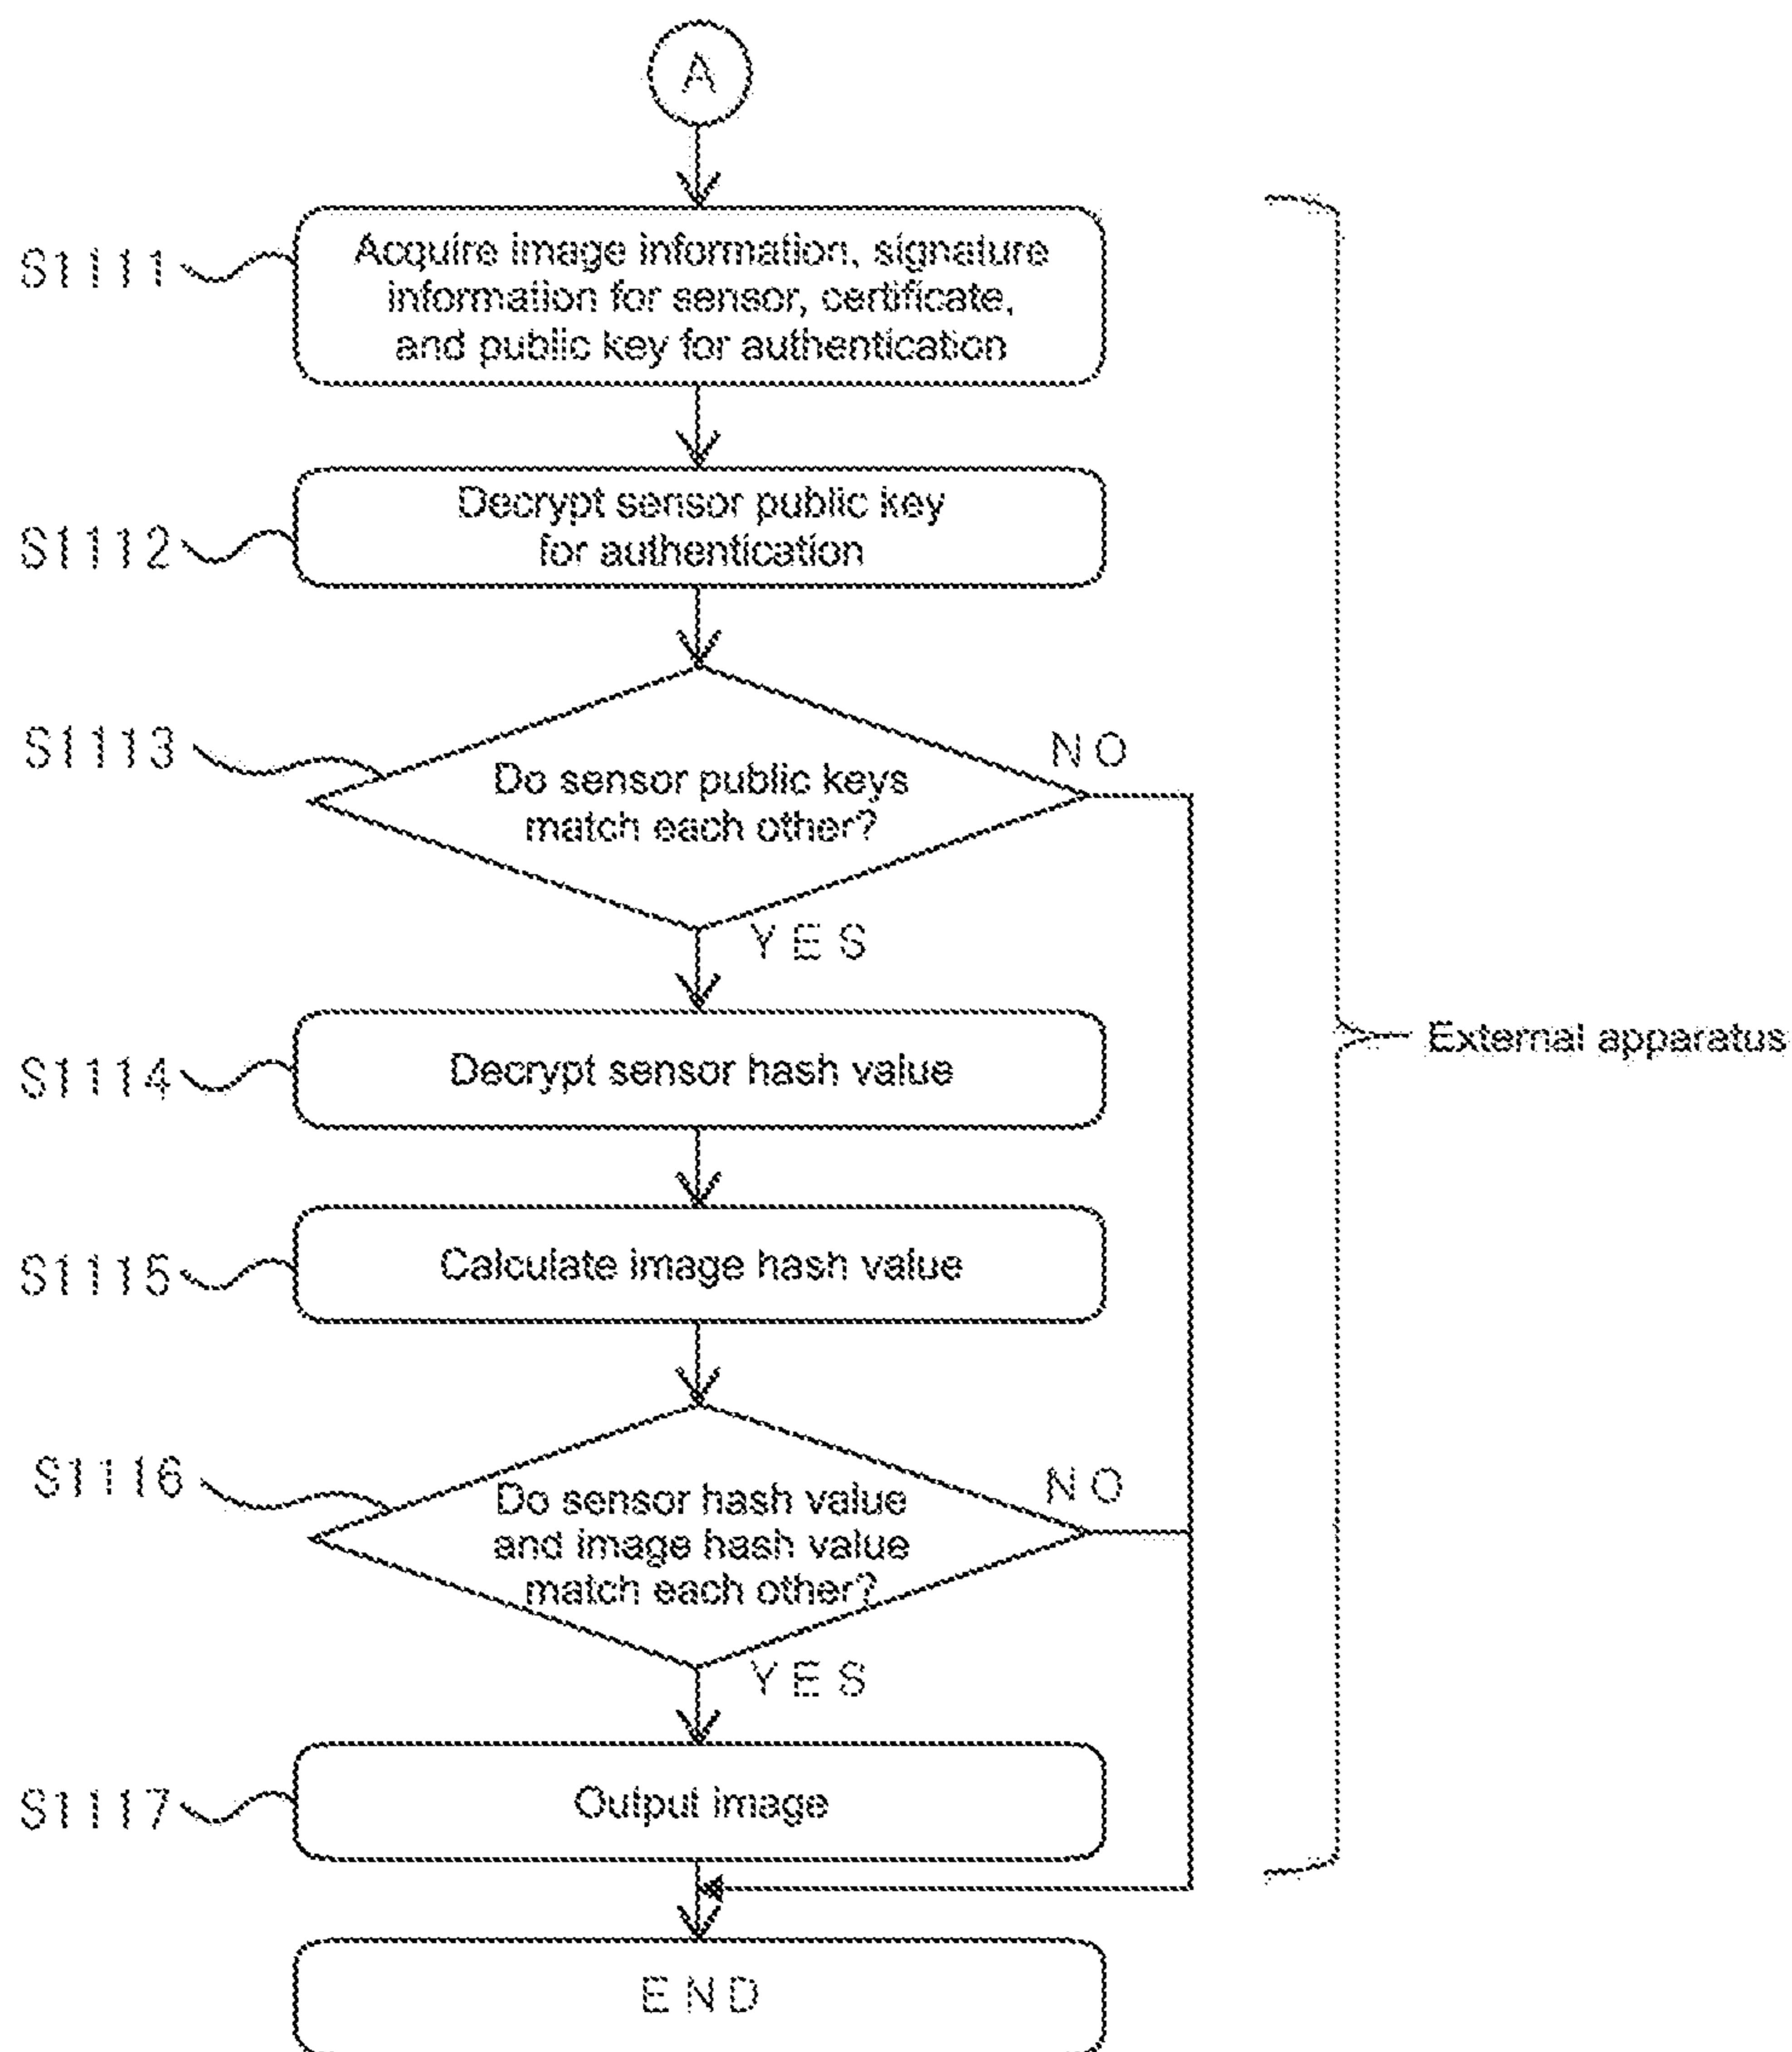 A
S1111
Acquire image information, signature
information for sensor, certificate,
and public key for authentication
S1112
Decrypt sensor public key
for authentication
S1113
Do sensor public keys
match each other?
NO
YES
S1114
Decrypt sensor hash value
External apparatus
S1115
Calculate image hash value
S1116
Do sensor hash value
and image hash value
match each other?
NO
YES
S1117
Output image
END